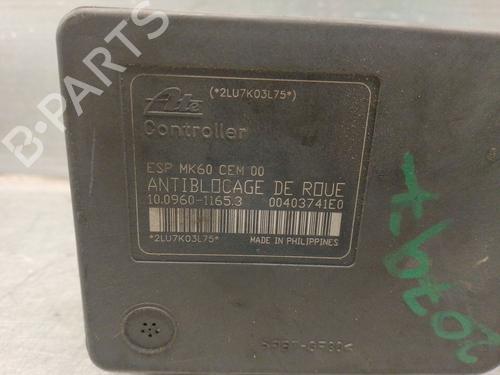 B-PARTS
(*2LU7K03L75*)
Ate
Controller
ESP MK60 CEM 00
ANTIBLOCAGE DE ROUE
10.0960-1165.3 00403741E0
*2LU7K03L75*
MADE IN PHILIPPINES